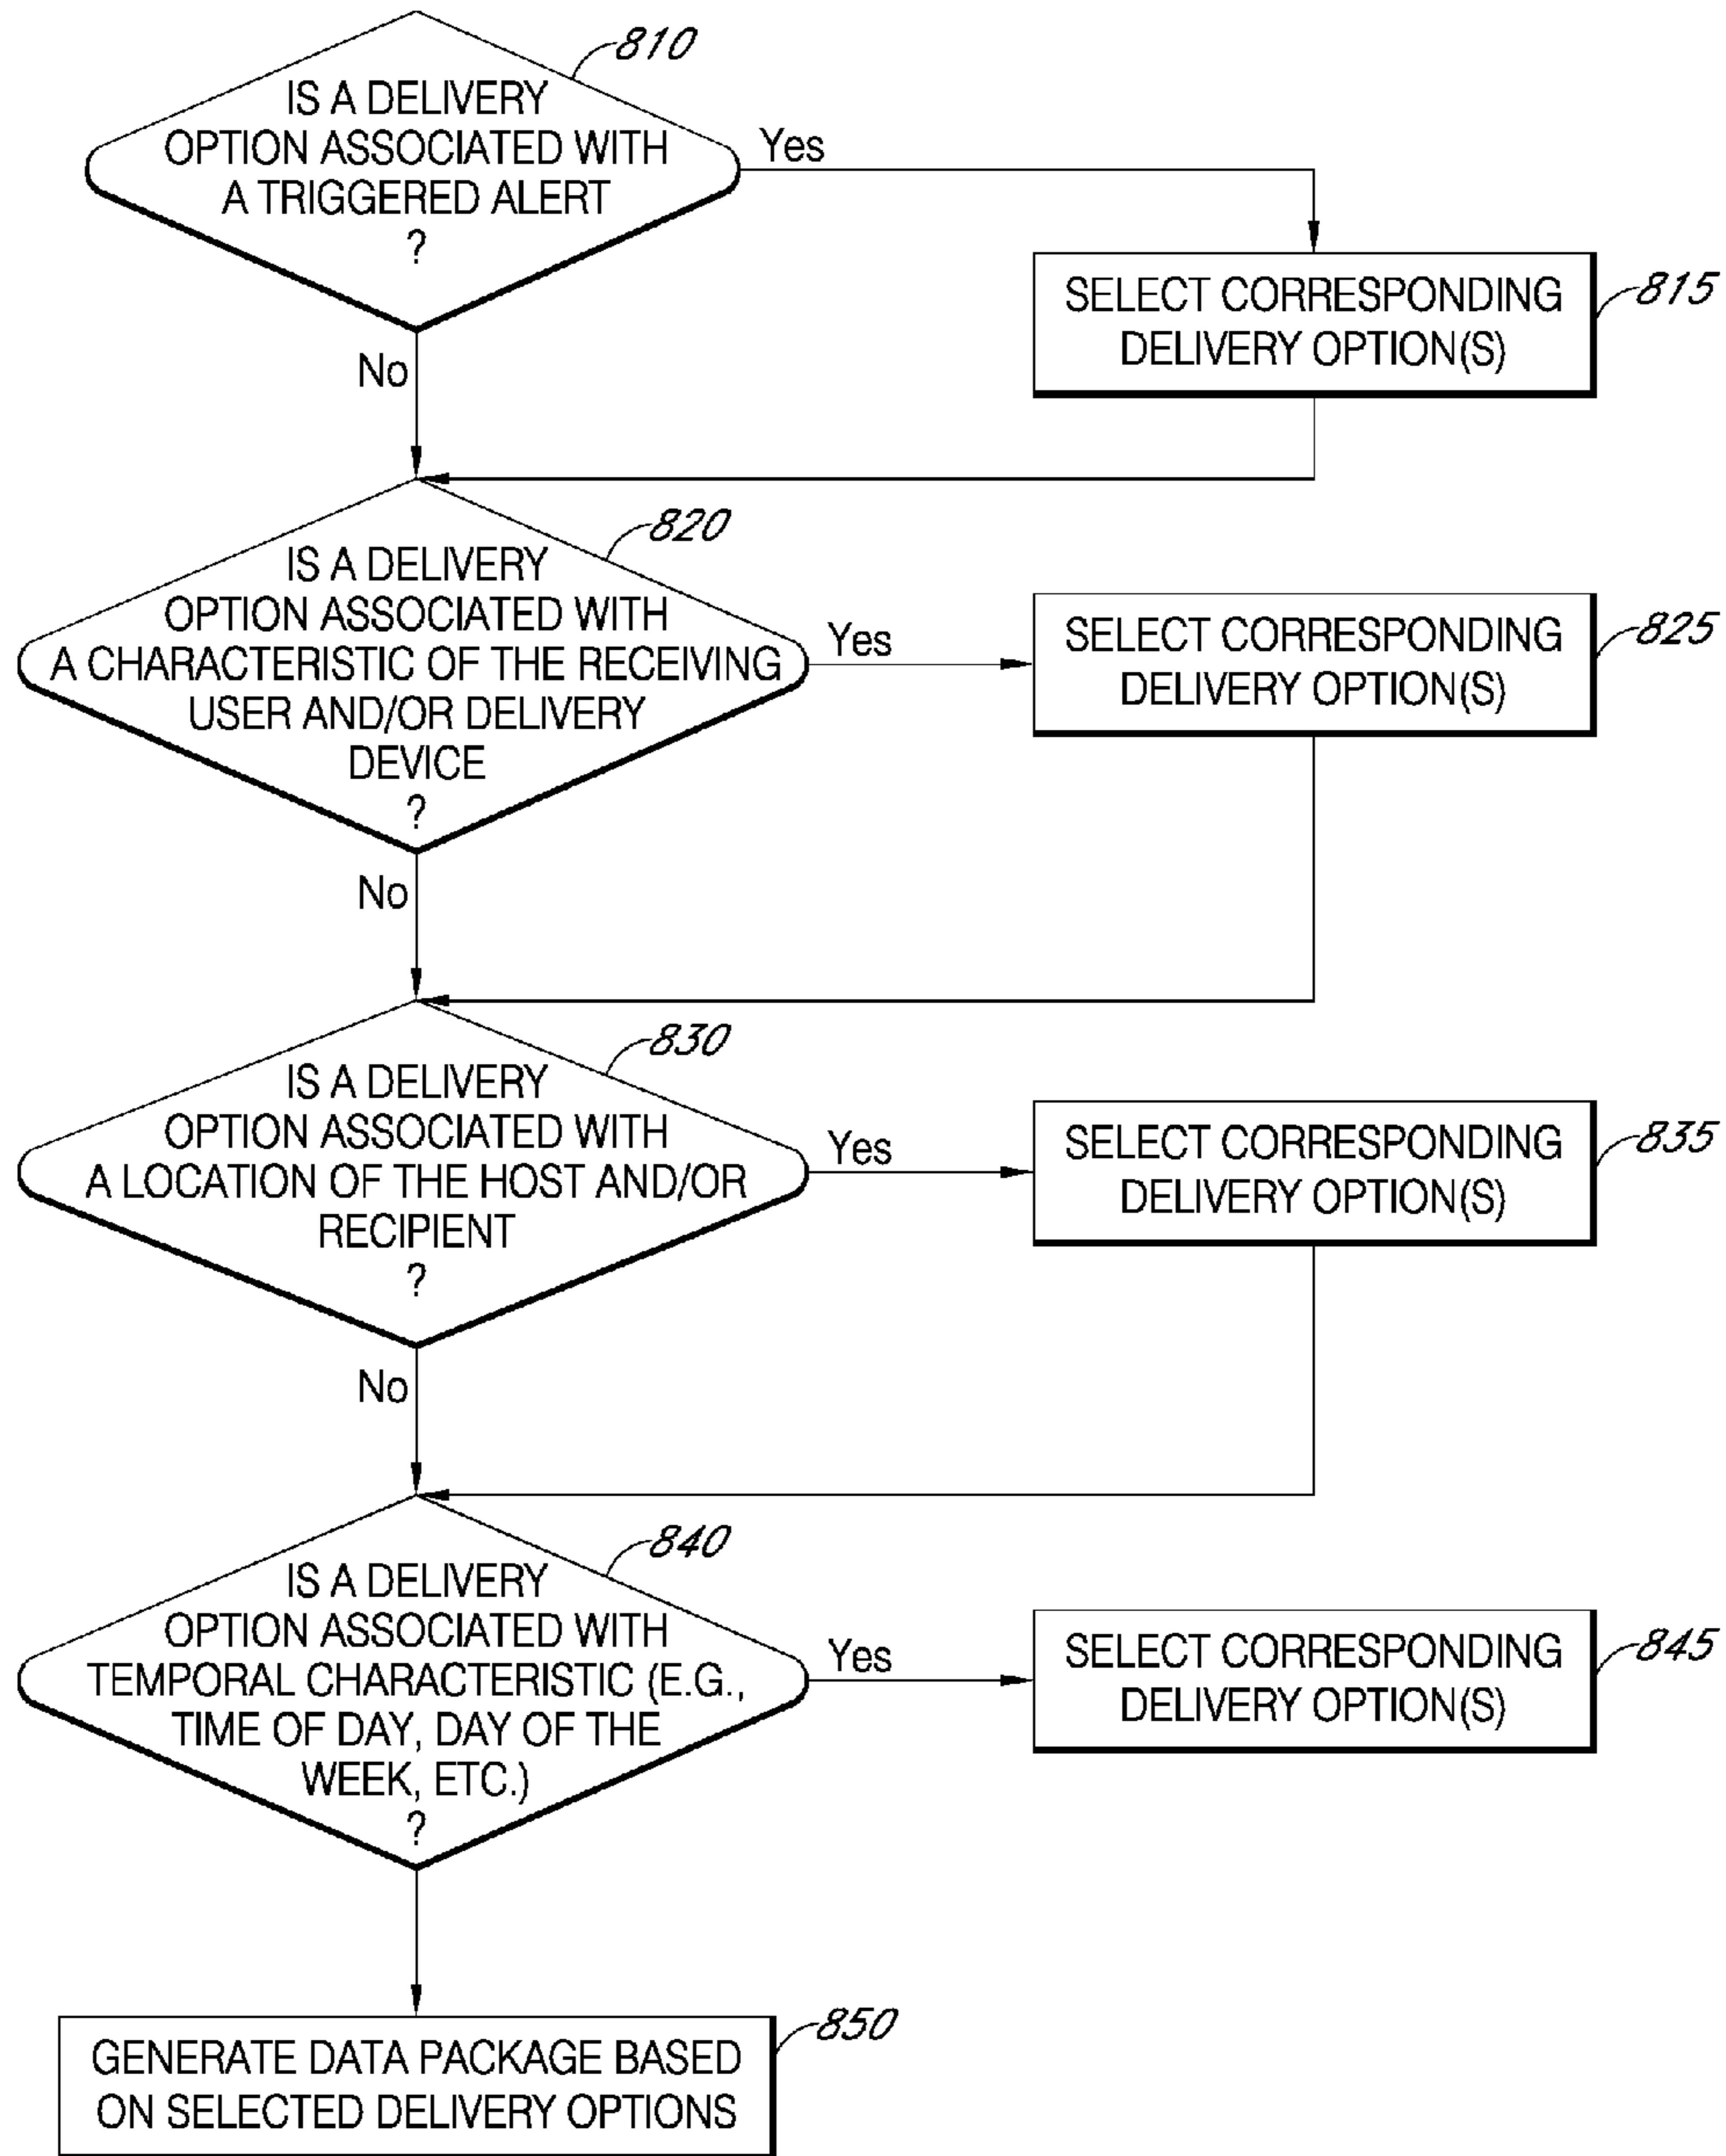 810
IS A DELIVERY
OPTION ASSOCIATED WITH
A TRIGGERED ALERT
?
Yes
No
SELECT CORRESPONDING
DELIVERY OPTION(S)
815
820
IS A DELIVERY
OPTION ASSOCIATED WITH
A CHARACTERISTIC OF THE RECEIVING
USER AND/OR DELIVERY
DEVICE
?
Yes
No
SELECT CORRESPONDING
DELIVERY OPTION(S)
825
830
IS A DELIVERY
OPTION ASSOCIATED WITH
A LOCATION OF THE HOST AND/OR
RECIPIENT
?
Yes
No
SELECT CORRESPONDING
DELIVERY OPTION(S)
835
840
IS A DELIVERY
OPTION ASSOCIATED WITH
TEMPORAL CHARACTERISTIC (E.G.,
TIME OF DAY, DAY OF THE
WEEK, ETC.)
?
Yes
SELECT CORRESPONDING
DELIVERY OPTION(S)
845
850
GENERATE DATA PACKAGE BASED
ON SELECTED DELIVERY OPTIONS